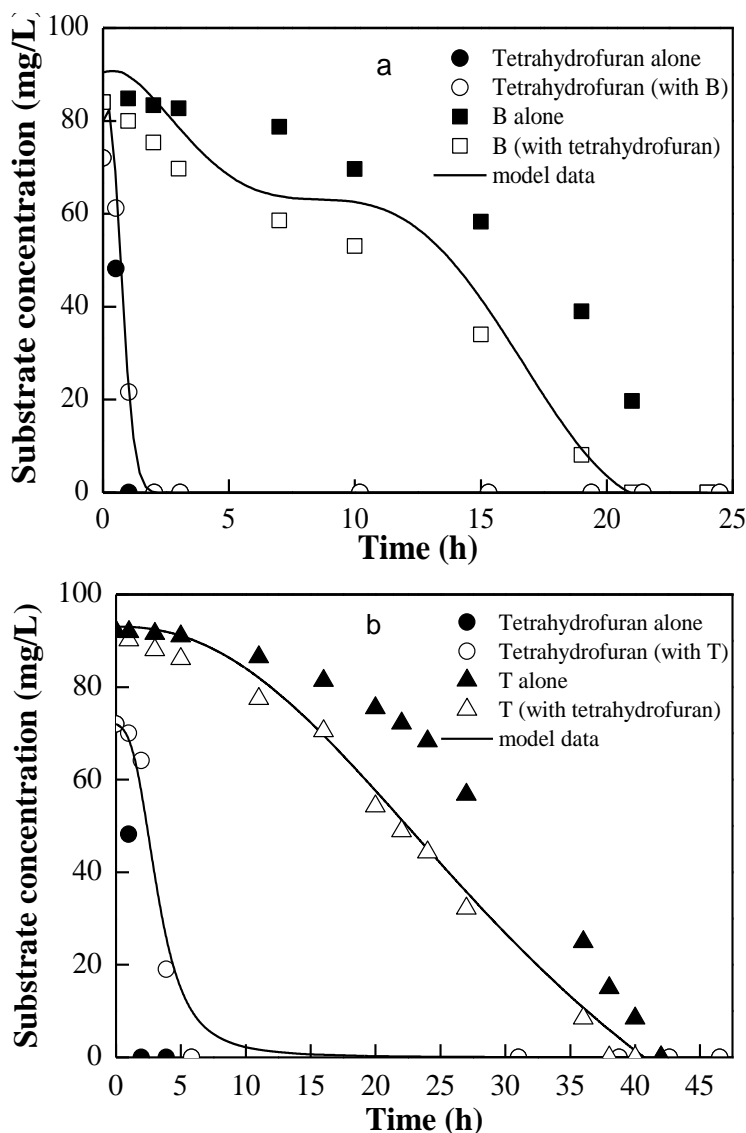 100
80
60
40
20
0
0 5 10 15 20 25
Substrate concentration (mg/L)
Time (h)
a
Tetrahydrofuran alone
Tetrahydrofuran (with B)
B alone
B (with tetrahydrofuran)
model data
100
80
60
40
20
0
0 5 10 15 20 25 30 35 40 45
Substrate concentration (mg/L)
Time (h)
b
Tetrahydrofuran alone
Tetrahydrofuran (with T)
T alone
T (with tetrahydrofuran)
model data